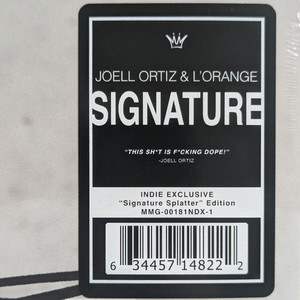 JOELL ORTIZ & L'ORANGE
SIGNATURE
"THIS SH*T IS F*CKING DOPE!"
-JOELL ORTIZ
INDIE EXCLUSIVE
"Signature Splatter" Edition
MMG-00181NDX-1
6 34457 14822 2